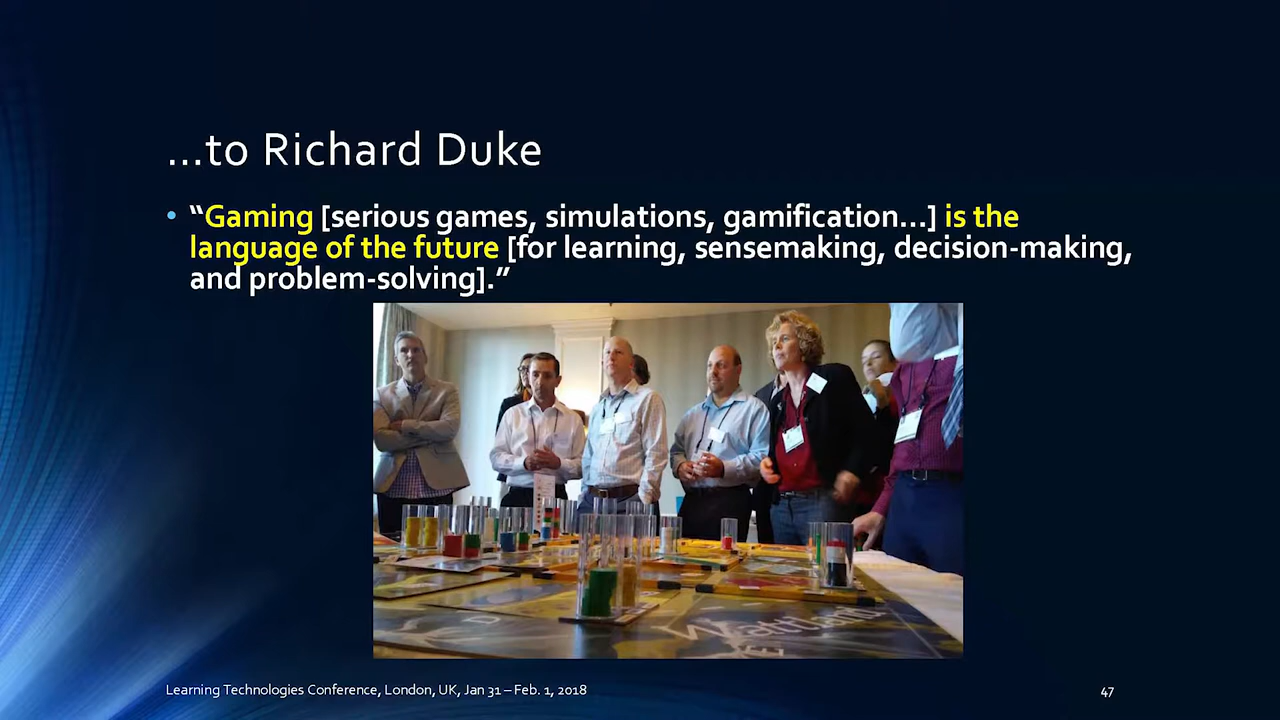 …to Richard Duke
• “Gaming [serious games, simulations, gamification…] is the
language of the future [for learning, sensemaking, decision-making,
and problem-solving].”
Learning Technologies Conference, London, UK, Jan 31 – Feb. 1, 2018
47